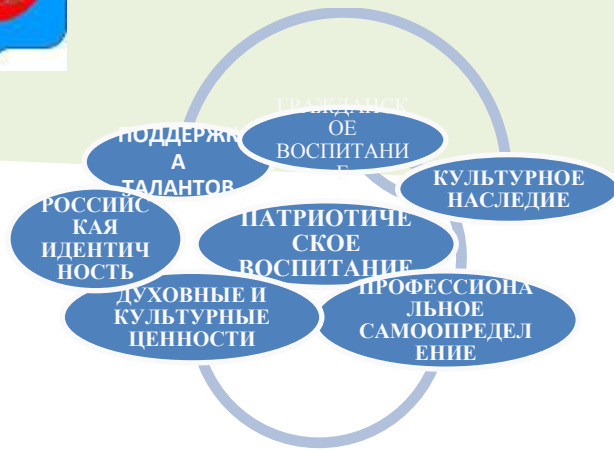 ГРАЖДАНСК
ОЕ
ВОСПИТАНИ
Е
ПОДДЕРЖК
А
ТАЛАНТОВ
КУЛЬТУРНОЕ
НАСЛЕДИЕ
РОССИЙС
КАЯ
ИДЕНТИЧ
НОСТЬ
ПАТРИОТИЧЕ
СКОЕ
ВОСПИТАНИЕ
ДУХОВНЫЕ И
КУЛЬТУРНЫЕ
ЦЕННОСТИ
ПРОФЕССИОНА
ЛЬНОЕ
САМООПРЕДЕЛ
ЕНИЕ